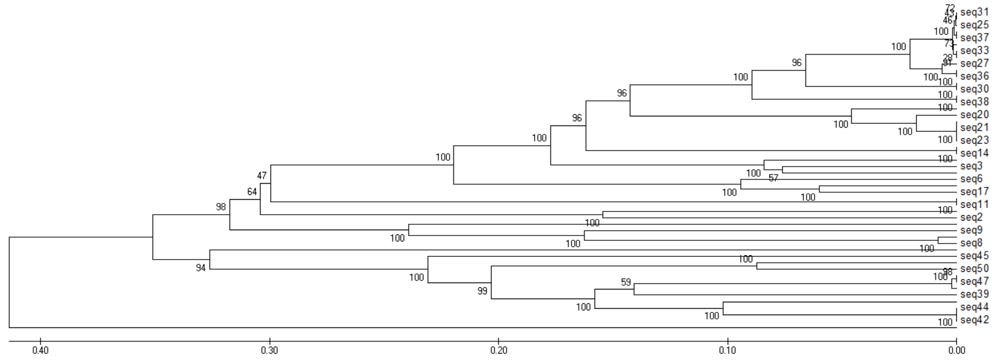 72
43 seq31
46 seq25
100 seq37
100 73 seq33
96 28 seq27
100 100 seq36
100 seq30
96 100 seq38
100 seq20
96 100 100 seq21
100 100 seq23
100 seq14
100 seq3
47 100 57 seq6
64 100 100 seq17
98 100 seq11
100 seq2
100 seq9
100 100 seq8
94 100 seq45
100 98 seq50
99 59 100 seq47
seq39
100 seq44
100 100 seq42
0.40 0.30 0.20 0.10 0.00